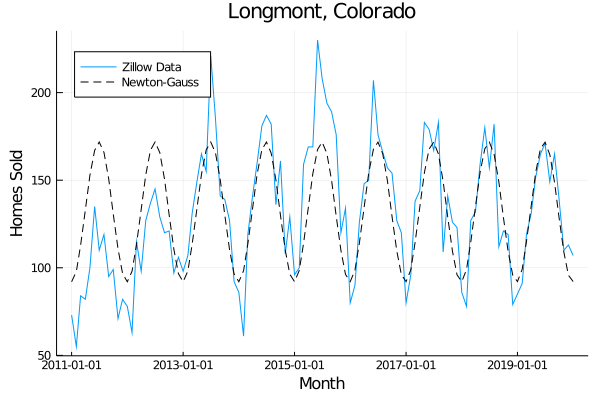 Longmont, Colorado
Zillow Data
Newton-Gauss
Homes Sold
200
150
100
50
2011-01-01 2013-01-01 2015-01-01 2017-01-01 2019-01-01
Month